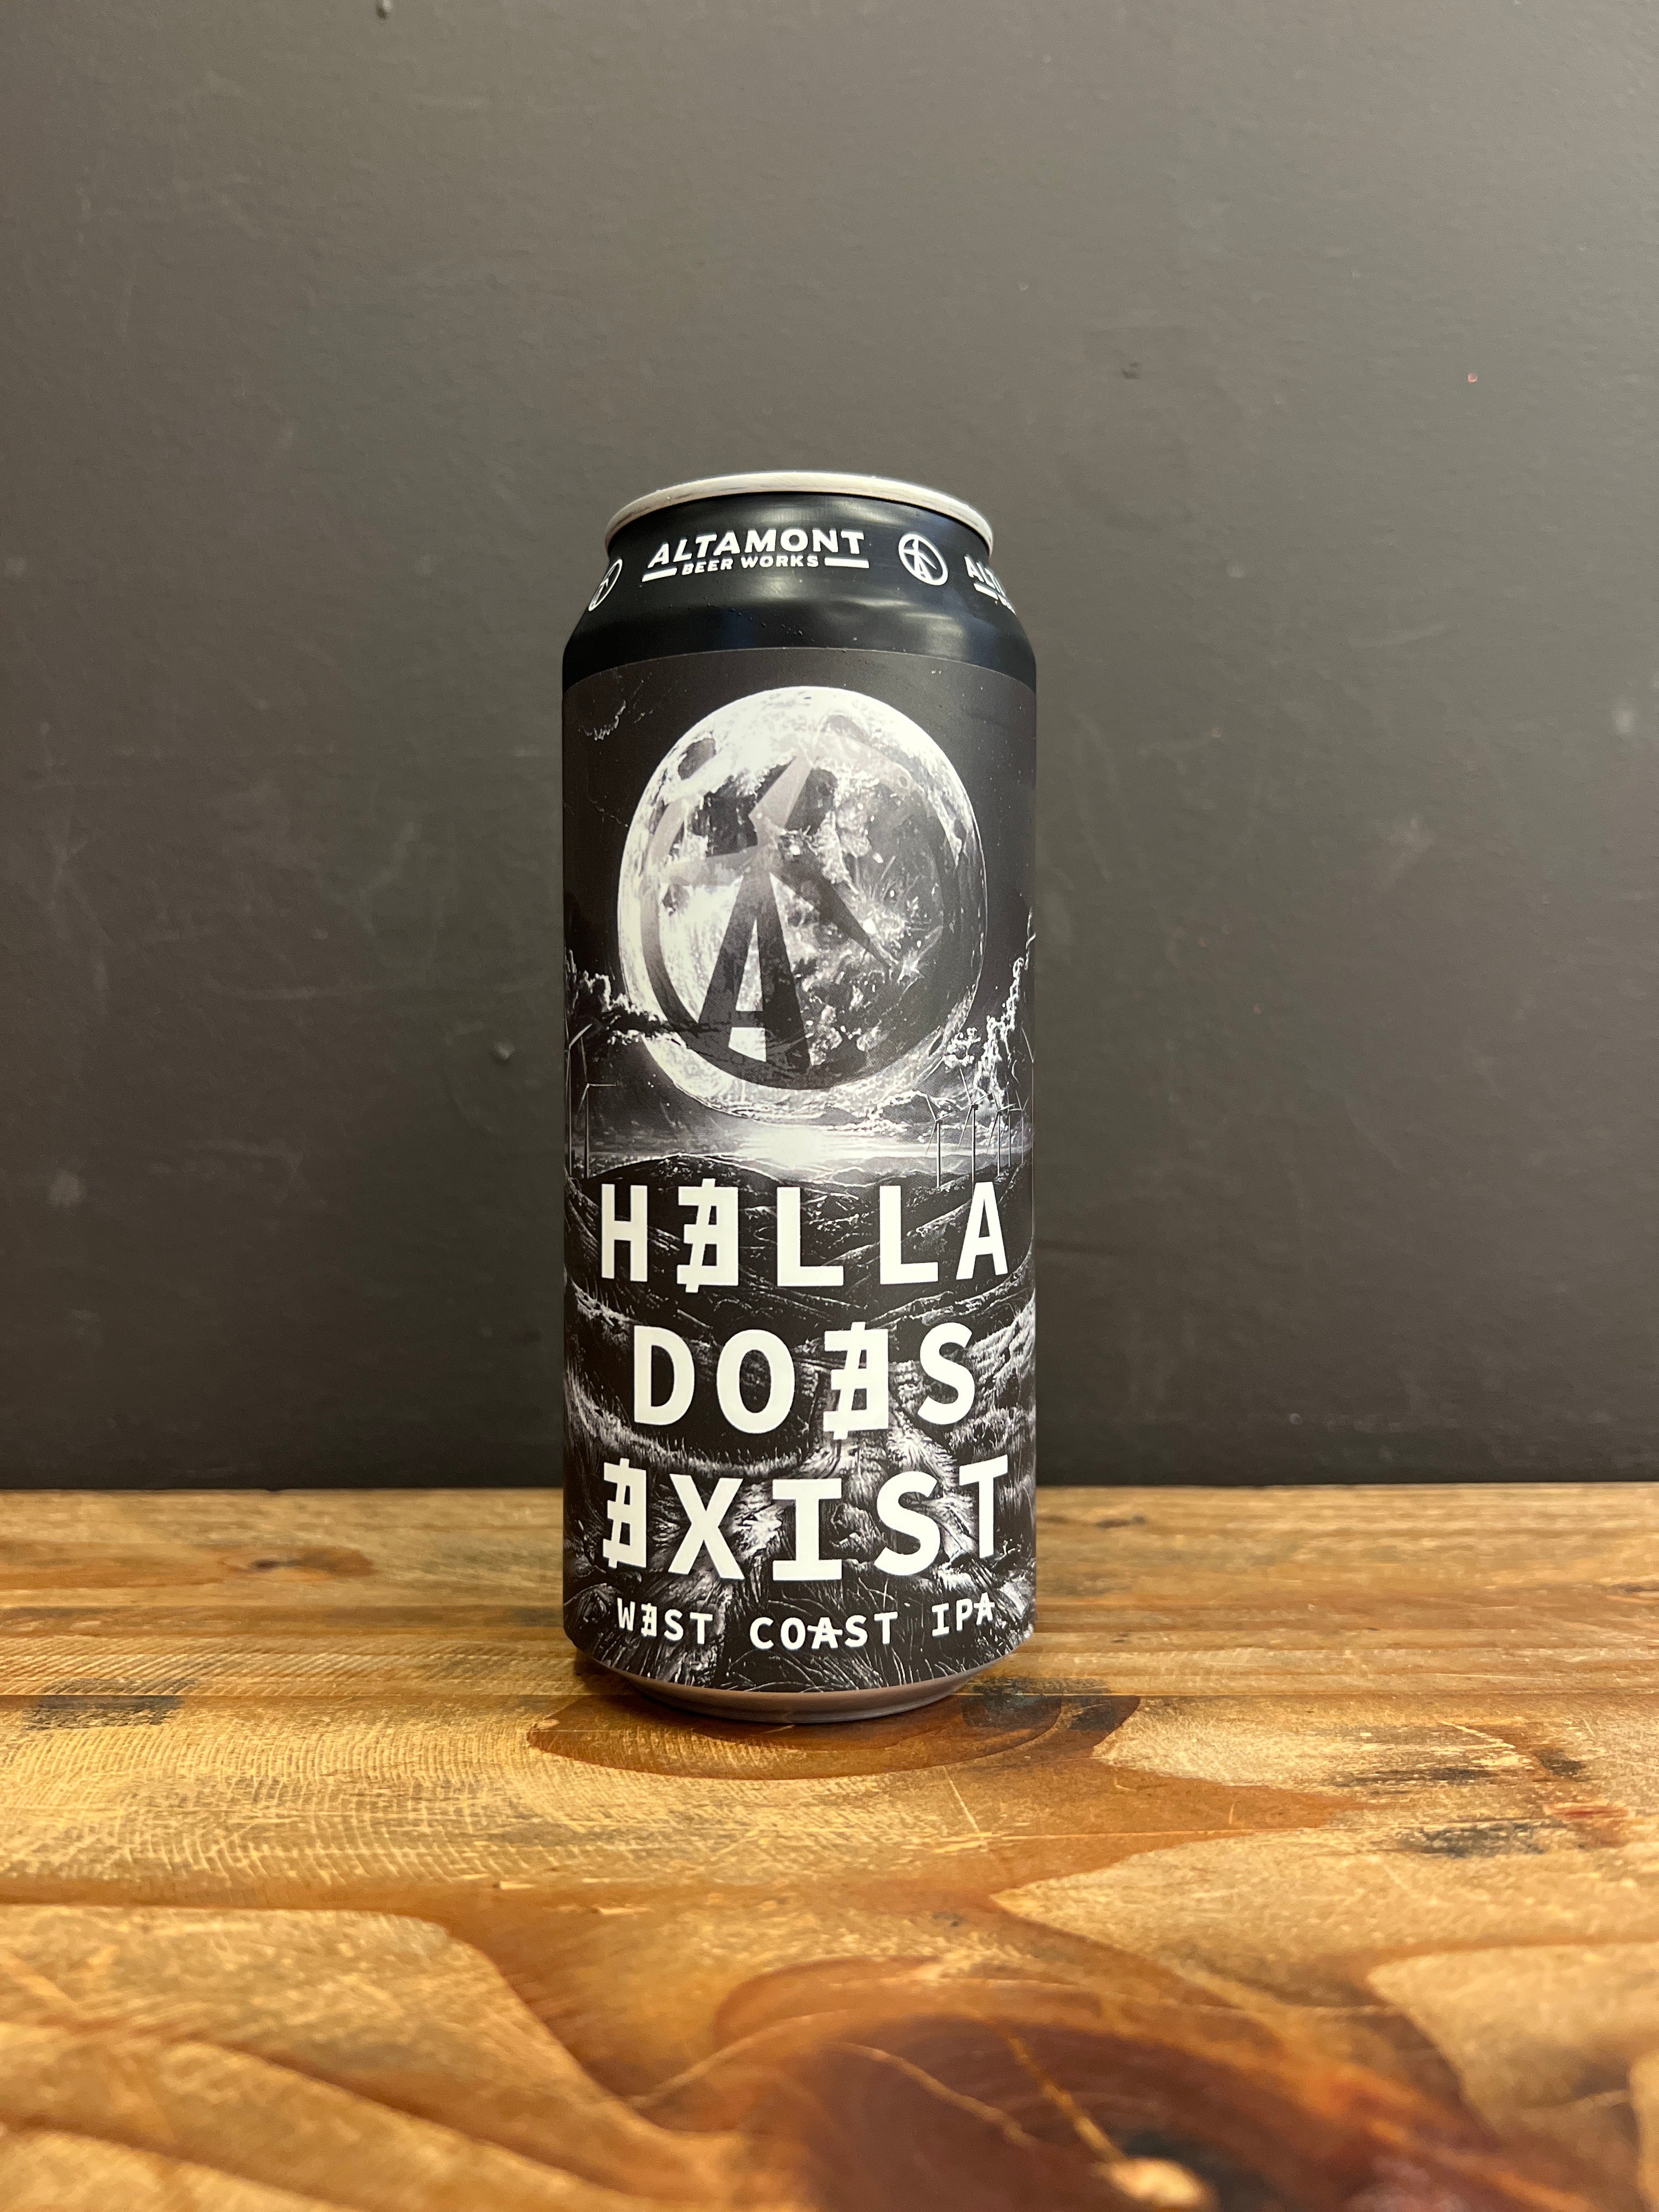 ALTAMONT
BEER WORKS
HƎLLA
DOƎS
ƎXIST
WƎST COAST IPA